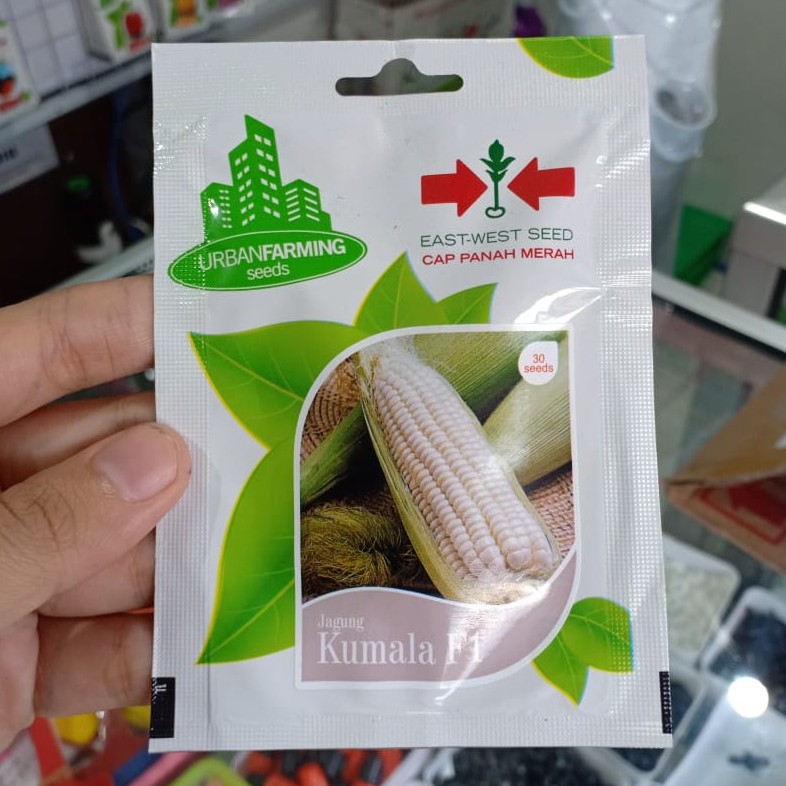 URBANFARMING
seeds
EAST-WEST SEED
CAP PANAH MERAH
30
seeds
Jagung
Kumala F1